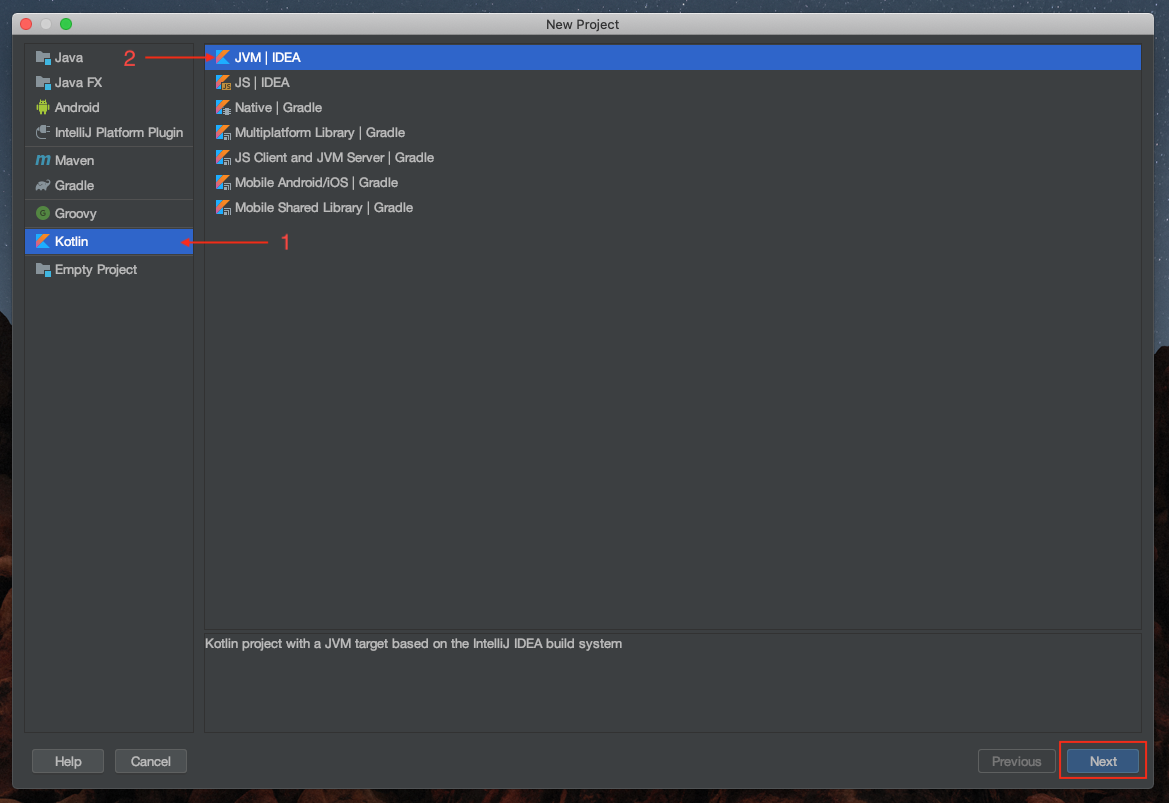 New Project
Java
Java FX
Android
IntelliJ Platform Plugin
Maven
Gradle
Groovy
Kotlin
Empty Project
2
1
JVM | IDEA
JS | IDEA
Native | Gradle
Multiplatform Library | Gradle
JS Client and JVM Server | Gradle
Mobile Android/iOS | Gradle
Mobile Shared Library | Gradle
Kotlin project with a JVM target based on the IntelliJ IDEA build system
Help
Cancel
Previous
Next